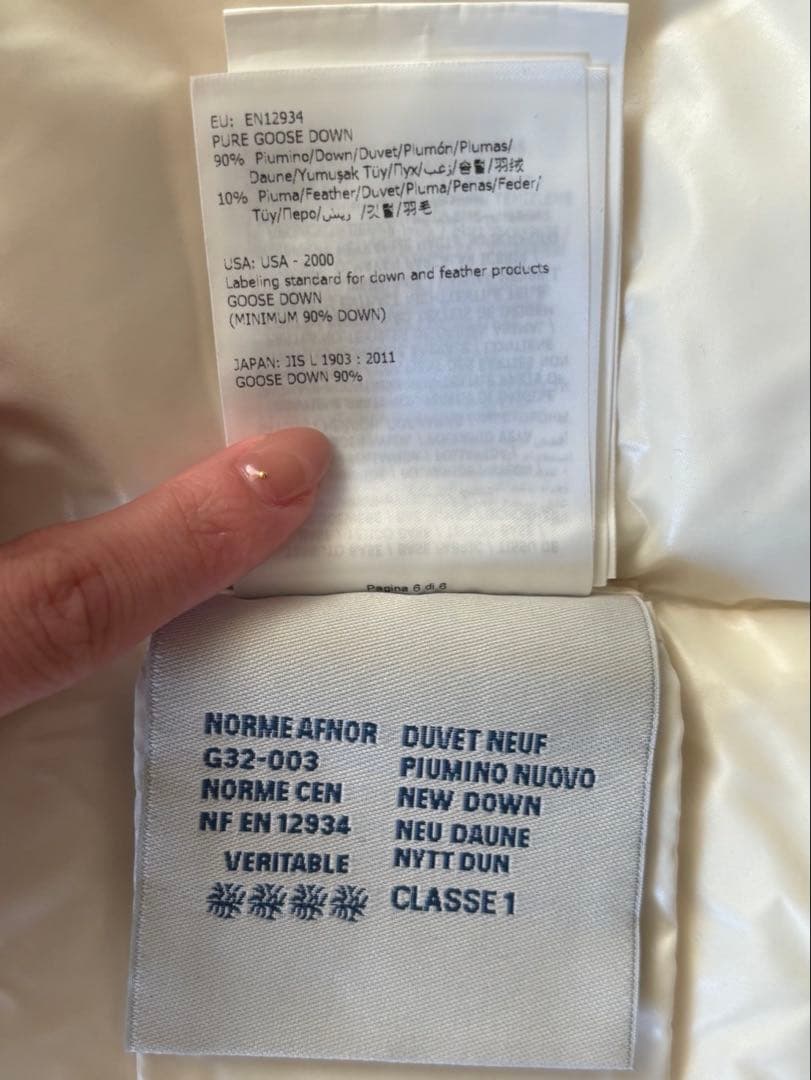 EU: EN12934
PURE GOOSE DOWN
90% Piumino/Down/Duvet/Plumón/Plumas/
Daune/Yumuşak Tüy/Пух/زغب/솜털/羽绒
10% Piuma/Feather/Duvet/Pluma/Penas/Feder/
Tüy/Перо/ريش /깃털/羽毛
USA: USA - 2000
Labeling standard for down and feather products
GOOSE DOWN
(MINIMUM 90% DOWN)
JAPAN: JIS L 1903 : 2011
GOOSE DOWN 90%
Pagina 6 di 6
NORME AFNOR
G32-003
NORME CEN
NF EN 12934
VERITABLE
DUVET NEUF
PIUMINO NUOVO
NEW DOWN
NEU DAUNE
NYTT DUN
CLASSE 1